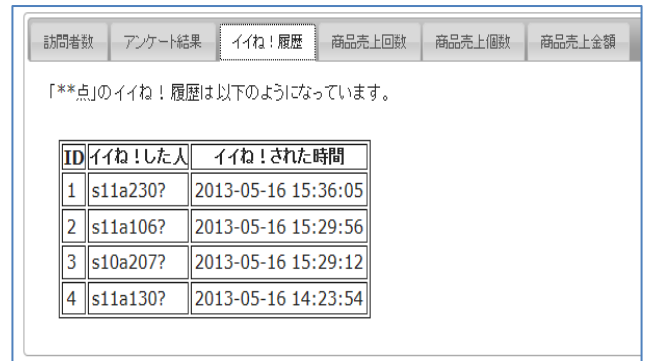 訪問者数 アンケート結果 イイね！履歴 商品売上回数 商品売上個数 商品売上金額
「**点」のイイね！履歴は以下のようになっています。
ID イイね！した人 イイね！された時間
1 s11a230? 2013-05-16 15:36:05
2 s11a106? 2013-05-16 15:29:56
3 s10a207? 2013-05-16 15:29:12
4 s11a130? 2013-05-16 14:23:54